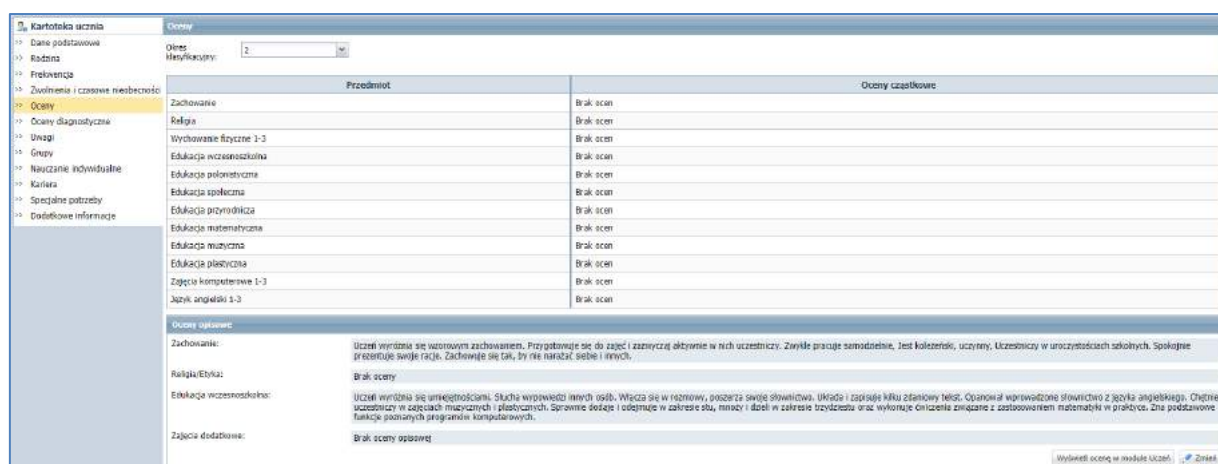 Kartoteka ucznia
Dane podstawowe
Rodzina
Frekwencja
Zwolnienia i czasowe nieobecności
Oceny
Oceny diagnostyczne
Uwagi
Grupy
Nauczanie indywidualne
Kariera
Specjalne potrzeby
Dodatkowe informacje
Oceny
Okres klasyfikacyjny: 2
Przedmiot Oceny cząstkowe
Zachowanie Brak ocen
Religia Brak ocen
Wychowanie fizyczne 1-3 Brak ocen
Edukacja wczesnoszkolna Brak ocen
Edukacja polonistyczna Brak ocen
Edukacja społeczna Brak ocen
Edukacja przyrodnicza Brak ocen
Edukacja matematyczna Brak ocen
Edukacja muzyczna Brak ocen
Edukacja plastyczna Brak ocen
Zajęcia komputerowe 1-3 Brak ocen
Język angielski 1-3 Brak ocen
Oceny opisowe
Zachowanie: Uczeń wyróżnia się wzorowym zachowaniem. Przygotowuje się do zajęć i zazwyczaj aktywnie w nich uczestniczy. Zwykle pracuje samodzielnie, Jest koleżeński, uczynny, Uczestniczy w uroczystościach szkolnych. Spokojnie
prezentuje swoje racje. Zachowuje się tak, by nie narażać siebie i innych.
Religia/Etyka: Brak oceny
Edukacja wczesnoszkolna: Uczeń wyróżnia się umiejętnościami. Słucha wypowiedzi innych osób. Włącza się w rozmowy, poszerza swoje słownictwo. Układa i zapisuje kilku zdaniowy tekst. Opanował wprowadzone słownictwo z języka angielskiego. Chętnie
uczestniczy w zajęciach muzycznych i plastycznych. Sprawnie dodaje i odejmuje w zakresie stu, mnoży i dzieli w zakresie trzydziestu oraz wykonuje ćwiczenia związane z zastosowaniem matematyki w praktyce. Zna podstawowe
funkcje poznanych programów komputerowych.
Zajęcia dodatkowe: Brak oceny opisowej
Wyświetl ocenę w module Uczeń Zmień